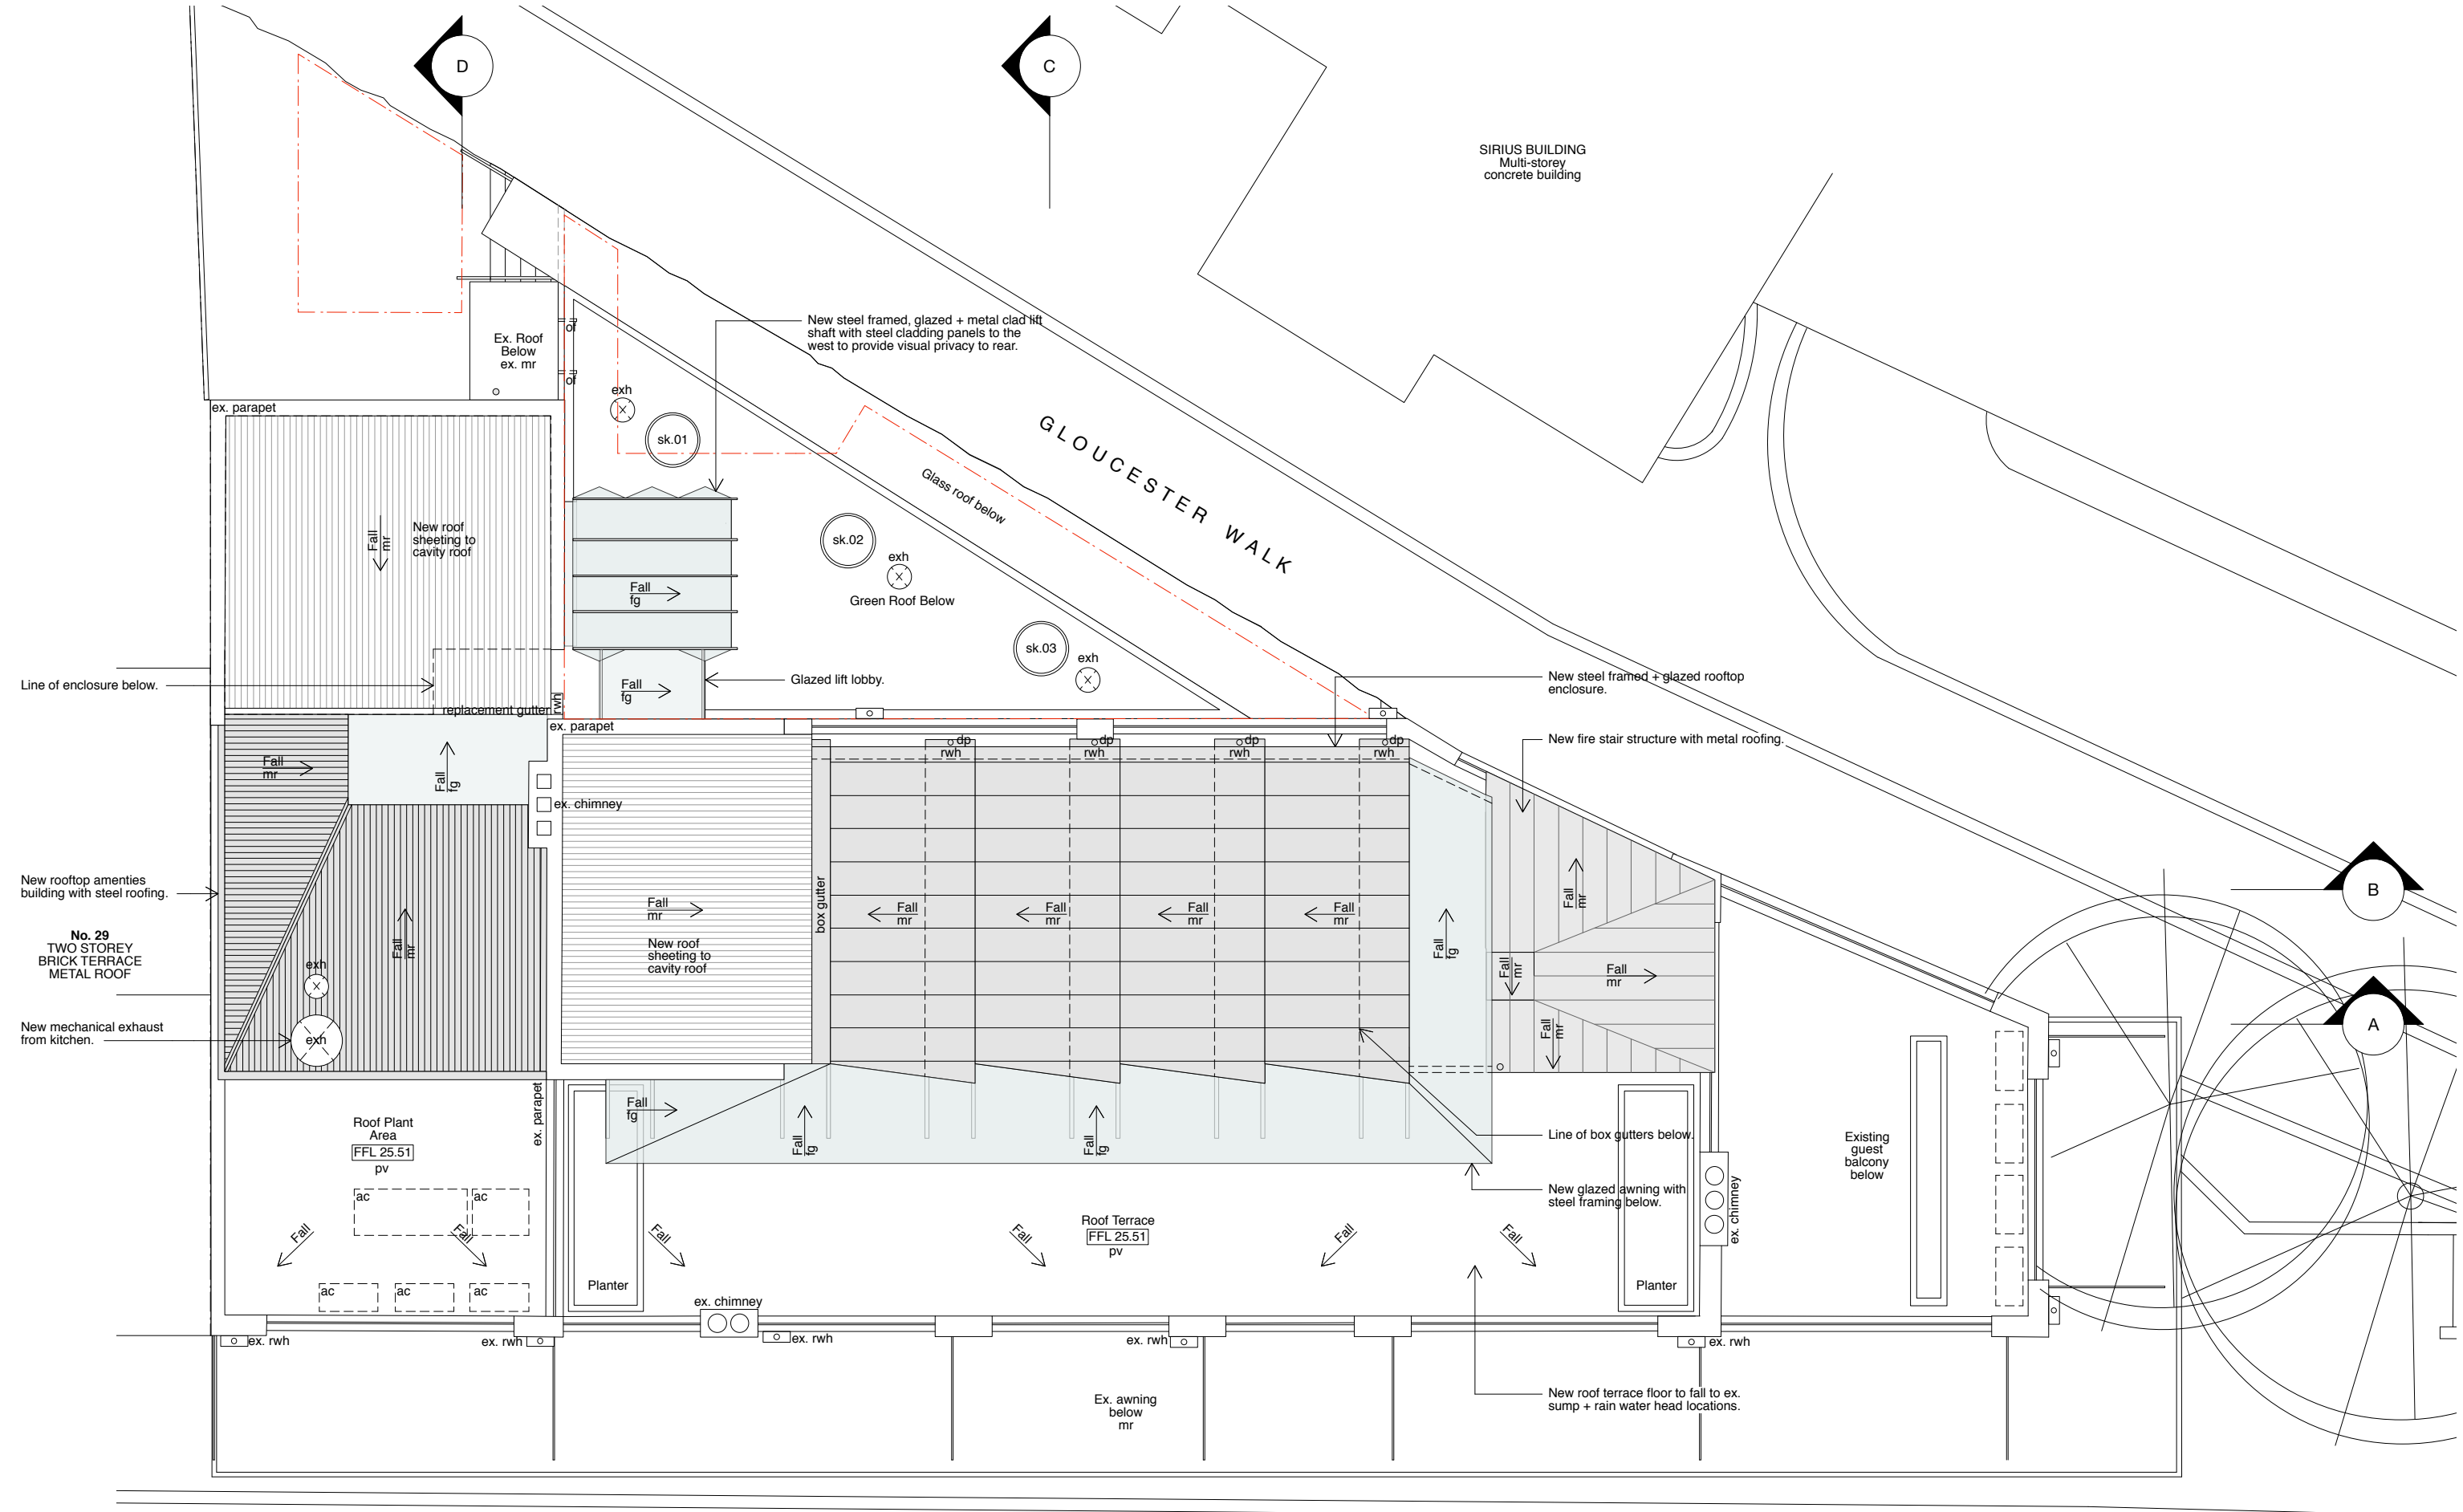 D
C
SIRIUS BUILDING
Multi-storey
concrete building
New steel framed, glazed + metal clad lift
shaft with steel cladding panels to the
west to provide visual privacy to rear.
Ex. Roof
Below
ex. mr
of
of
exh
sk.01
ex. parapet
GLOUCESTER WALK
Glass roof below
New roof
sheeting to
cavity roof
Fall
mr
sk.02
exh
Green Roof Below
Fall
fg
sk.03
exh
Line of enclosure below.
Fall
fg
Glazed lift lobby.
New steel framed + glazed rooftop
enclosure.
replacement gutter
rwh
ex. parapet
New fire stair structure with metal roofing.
dp
rwh
dp
rwh
dp
rwh
dp
rwh
Fall
mr
Fall
fg
ex. chimney
New rooftop amenties
building with steel roofing.
box gutter
Fall
mr
Fall
mr
Fall
mr
Fall
mr
Fall
mr
Fall
mr
B
No. 29
TWO STOREY
BRICK TERRACE
METAL ROOF
Fall
mr
New roof
sheeting to
cavity roof
Fall
fg
Fall
mr
Fall
mr
exh
New mechanical exhaust
from kitchen.
exh
Fall
mr
A
Fall
fg
ex. parapet
Roof Plant
Area
FFL 25.51
pv
Fall
fg
Fall
fg
Line of box gutters below.
Existing
guest
balcony
below
ac
ac
New glazed awning with
steel framing below.
ex. chimney
Roof Terrace
FFL 25.51
pv
Fall
Fall
Fall
Fall
Fall
Fall
ac
ac
ac
Planter
Planter
ex. chimney
ex. rwh
ex. rwh
ex. rwh
ex. rwh
ex. rwh
Ex. awning
below
mr
New roof terrace floor to fall to ex.
sump + rain water head locations.